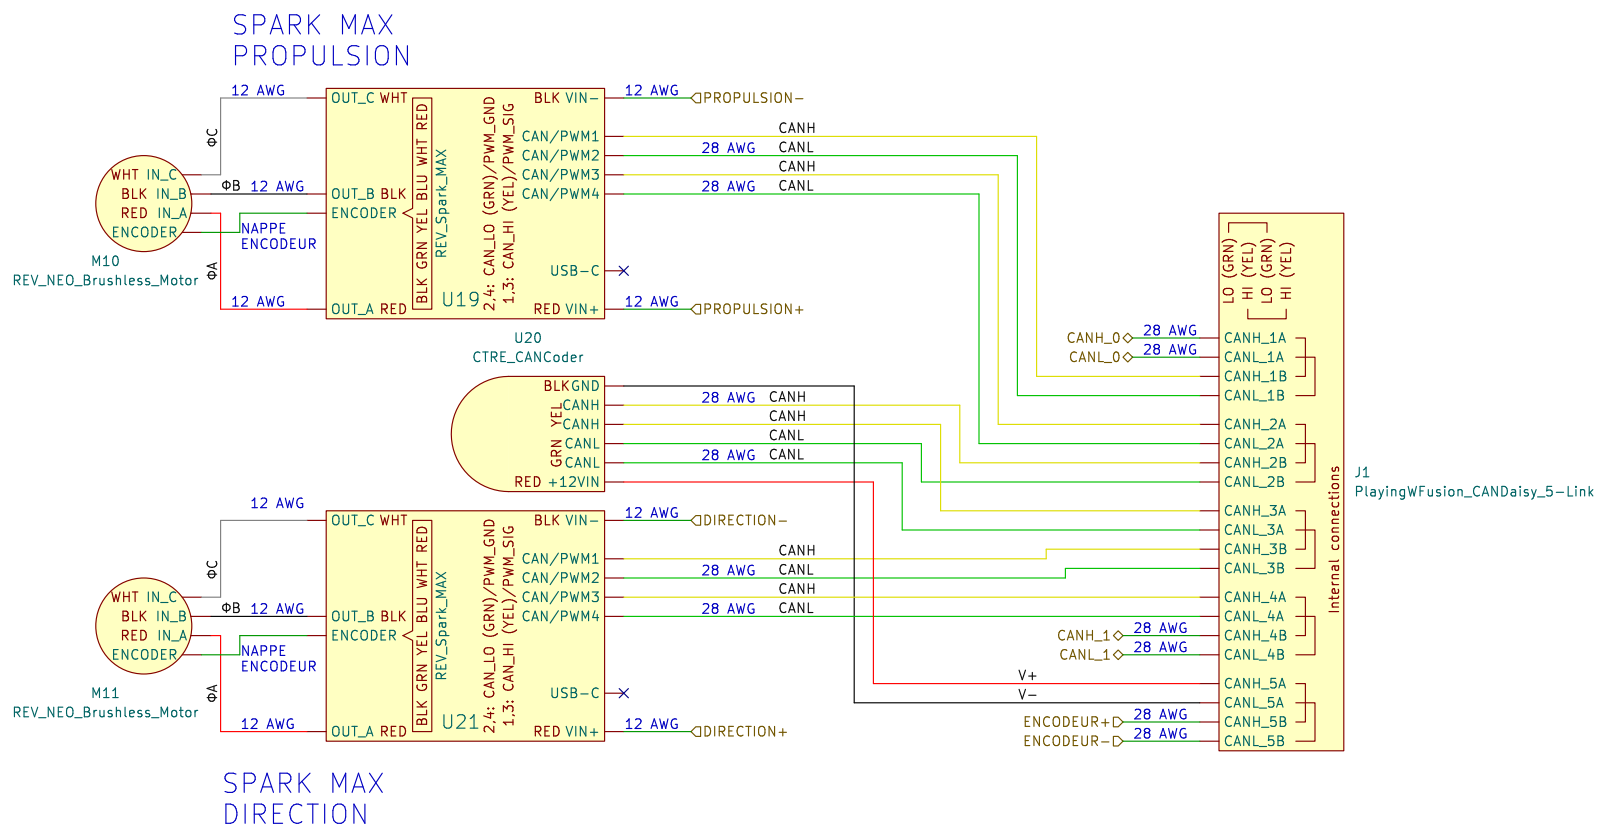 SPARK MAX
PROPULSION
12 AWG
OUT_C WHT
BLK VIN-
12 AWG
PROPULSION-
ΦC
CAN/PWM1
CANH
CAN/PWM2
28 AWG
CANL
WHT IN_C
CAN/PWM3
CANH
BLK IN_B
ΦB
12 AWG
OUT_B BLK
CAN/PWM4
28 AWG
CANL
RED IN_A
ENCODER
ENCODER
NAPPE
ENCODEUR
BLK GRN YEL BLU WHT RED
REV_Spark_MAX
2,4: CAN_LO (GRN)/PWM_GND
1,3: CAN_HI (YEL)/PWM_SIG
M10
REV_NEO_Brushless_Motor
ΦA
USB-C
12 AWG
OUT_A RED
U19
RED VIN+
12 AWG
PROPULSION+
U20
CTRE_CANCoder
BLK GND
CANH
28 AWG
CANH
YEL
CANH
CANH
CANL
CANL
GRN
CANL
28 AWG
CANL
RED +12VIN
12 AWG
OUT_C WHT
BLK VIN-
12 AWG
DIRECTION-
ΦC
CAN/PWM1
CANH
CAN/PWM2
28 AWG
CANL
WHT IN_C
CAN/PWM3
CANH
BLK IN_B
ΦB
12 AWG
OUT_B BLK
CAN/PWM4
28 AWG
CANL
RED IN_A
ENCODER
ENCODER
NAPPE
ENCODEUR
BLK GRN YEL BLU WHT RED
REV_Spark_MAX
2,4: CAN_LO (GRN)/PWM_GND
1,3: CAN_HI (YEL)/PWM_SIG
M11
REV_NEO_Brushless_Motor
ΦA
USB-C
12 AWG
OUT_A RED
U21
RED VIN+
12 AWG
DIRECTION+
SPARK MAX
DIRECTION
LO (GRN)
HI (YEL)
LO (GRN)
HI (YEL)
CANH_0
28 AWG
CANH_1A
CANL_0
28 AWG
CANL_1A
CANH_1B
CANL_1B
CANH_2A
CANL_2A
CANH_2B
CANL_2B
CANH_3A
CANL_3A
CANH_3B
CANL_3B
CANH_4A
CANL_4A
CANH_1
28 AWG
CANH_4B
CANL_1
28 AWG
CANL_4B
V+
CANH_5A
V-
CANL_5A
ENCODEUR+
28 AWG
CANH_5B
ENCODEUR-
28 AWG
CANL_5B
Internal connections
J1
PlayingWFusion_CANDaisy_5-Link